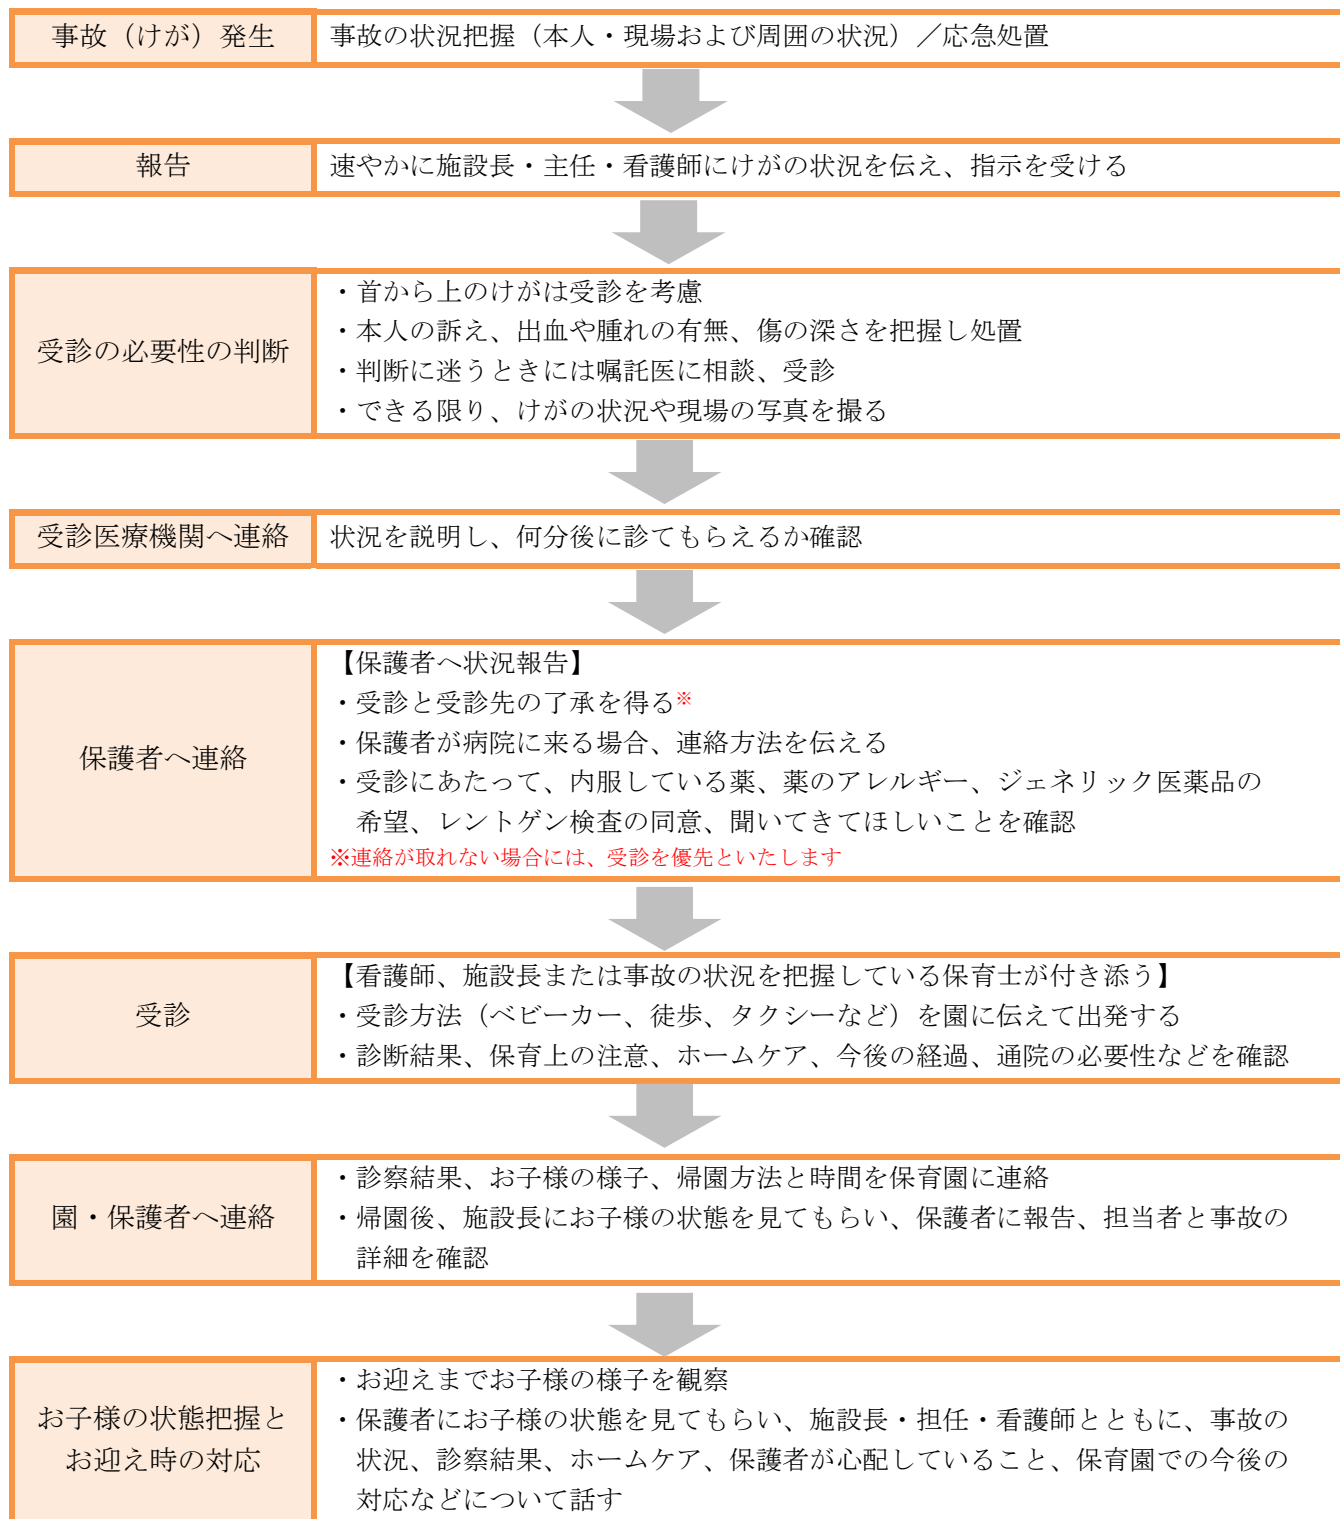 事故（けが）発生
事故の状況把握（本人・現場および周囲の状況）／応急処置
報告
速やかに施設長・主任・看護師にけがの状況を伝え、指示を受ける
受診の必要性の判断
・首から上のけがは受診を考慮
・本人の訴え、出血や腫れの有無、傷の深さを把握し処置
・判断に迷うときには嘱託医に相談、受診
・できる限り、けがの状況や現場の写真を撮る
受診医療機関へ連絡
状況を説明し、何分後に診てもらえるか確認
保護者へ連絡
【保護者へ状況報告】
・受診と受診先の了承を得る※
・保護者が病院に来る場合、連絡方法を伝える
・受診にあたって、内服している薬、薬のアレルギー、ジェネリック医薬品の
希望、レントゲン検査の同意、聞いてきてほしいことを確認
※連絡が取れない場合には、受診を優先といたします
受診
【看護師、施設長または事故の状況を把握している保育士が付き添う】
・受診方法（ベビーカー、徒歩、タクシーなど）を園に伝えて出発する
・診断結果、保育上の注意、ホームケア、今後の経過、通院の必要性などを確認
園・保護者へ連絡
・診察結果、お子様の様子、帰園方法と時間を保育園に連絡
・帰園後、施設長にお子様の状態を見てもらい、保護者に報告、担当者と事故の
詳細を確認
お子様の状態把握と
お迎え時の対応
・お迎えまでお子様の様子を観察
・保護者にお子様の状態を見てもらい、施設長・担任・看護師とともに、事故の
状況、診察結果、ホームケア、保護者が心配していること、保育園での今後の
対応などについて話す